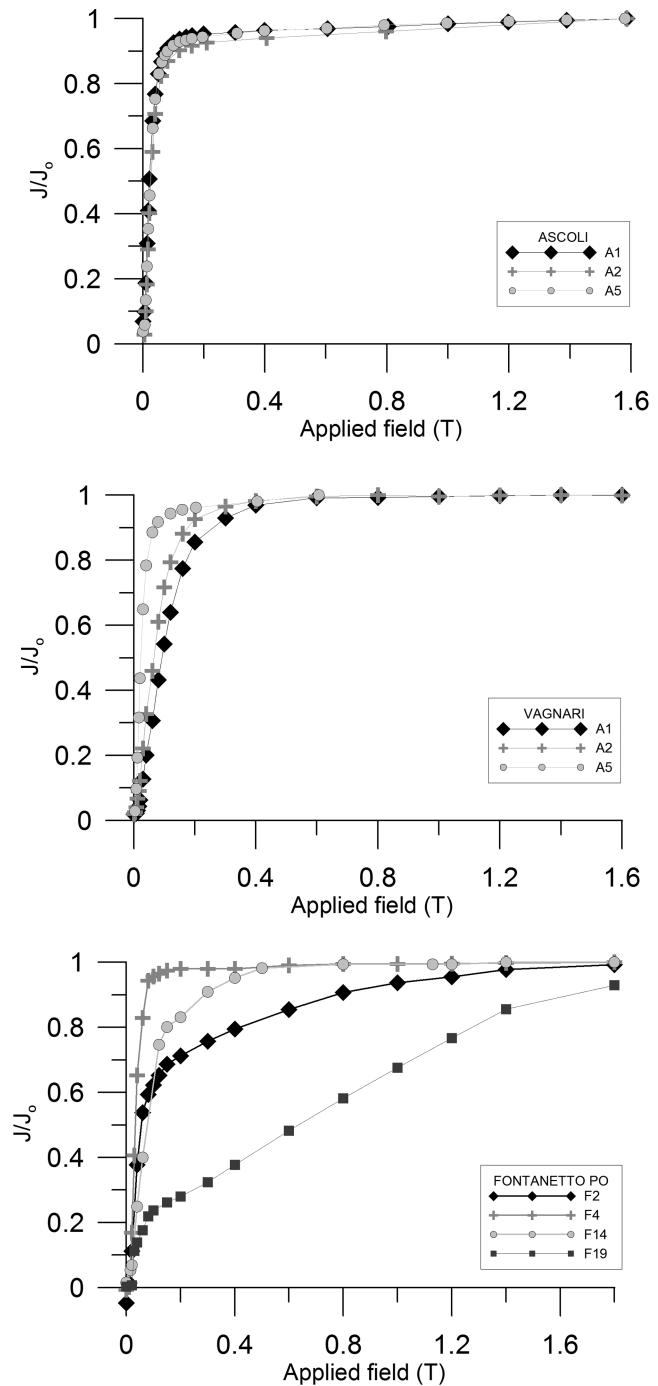 1
0.8
0.6
0.4
0.2
0
J/Jo
0 0.4 0.8 1.2 1.6
Applied field (T)
ASCOLI
A1
A2
A5
1
0.8
0.6
0.4
0.2
0
J/Jo
0 0.4 0.8 1.2 1.6
Applied field (T)
VAGNARI
A1
A2
A5
1
0.8
0.6
0.4
0.2
0
J/Jo
0 0.4 0.8 1.2 1.6
Applied field (T)
FONTANETTO PO
F2
F4
F14
F19